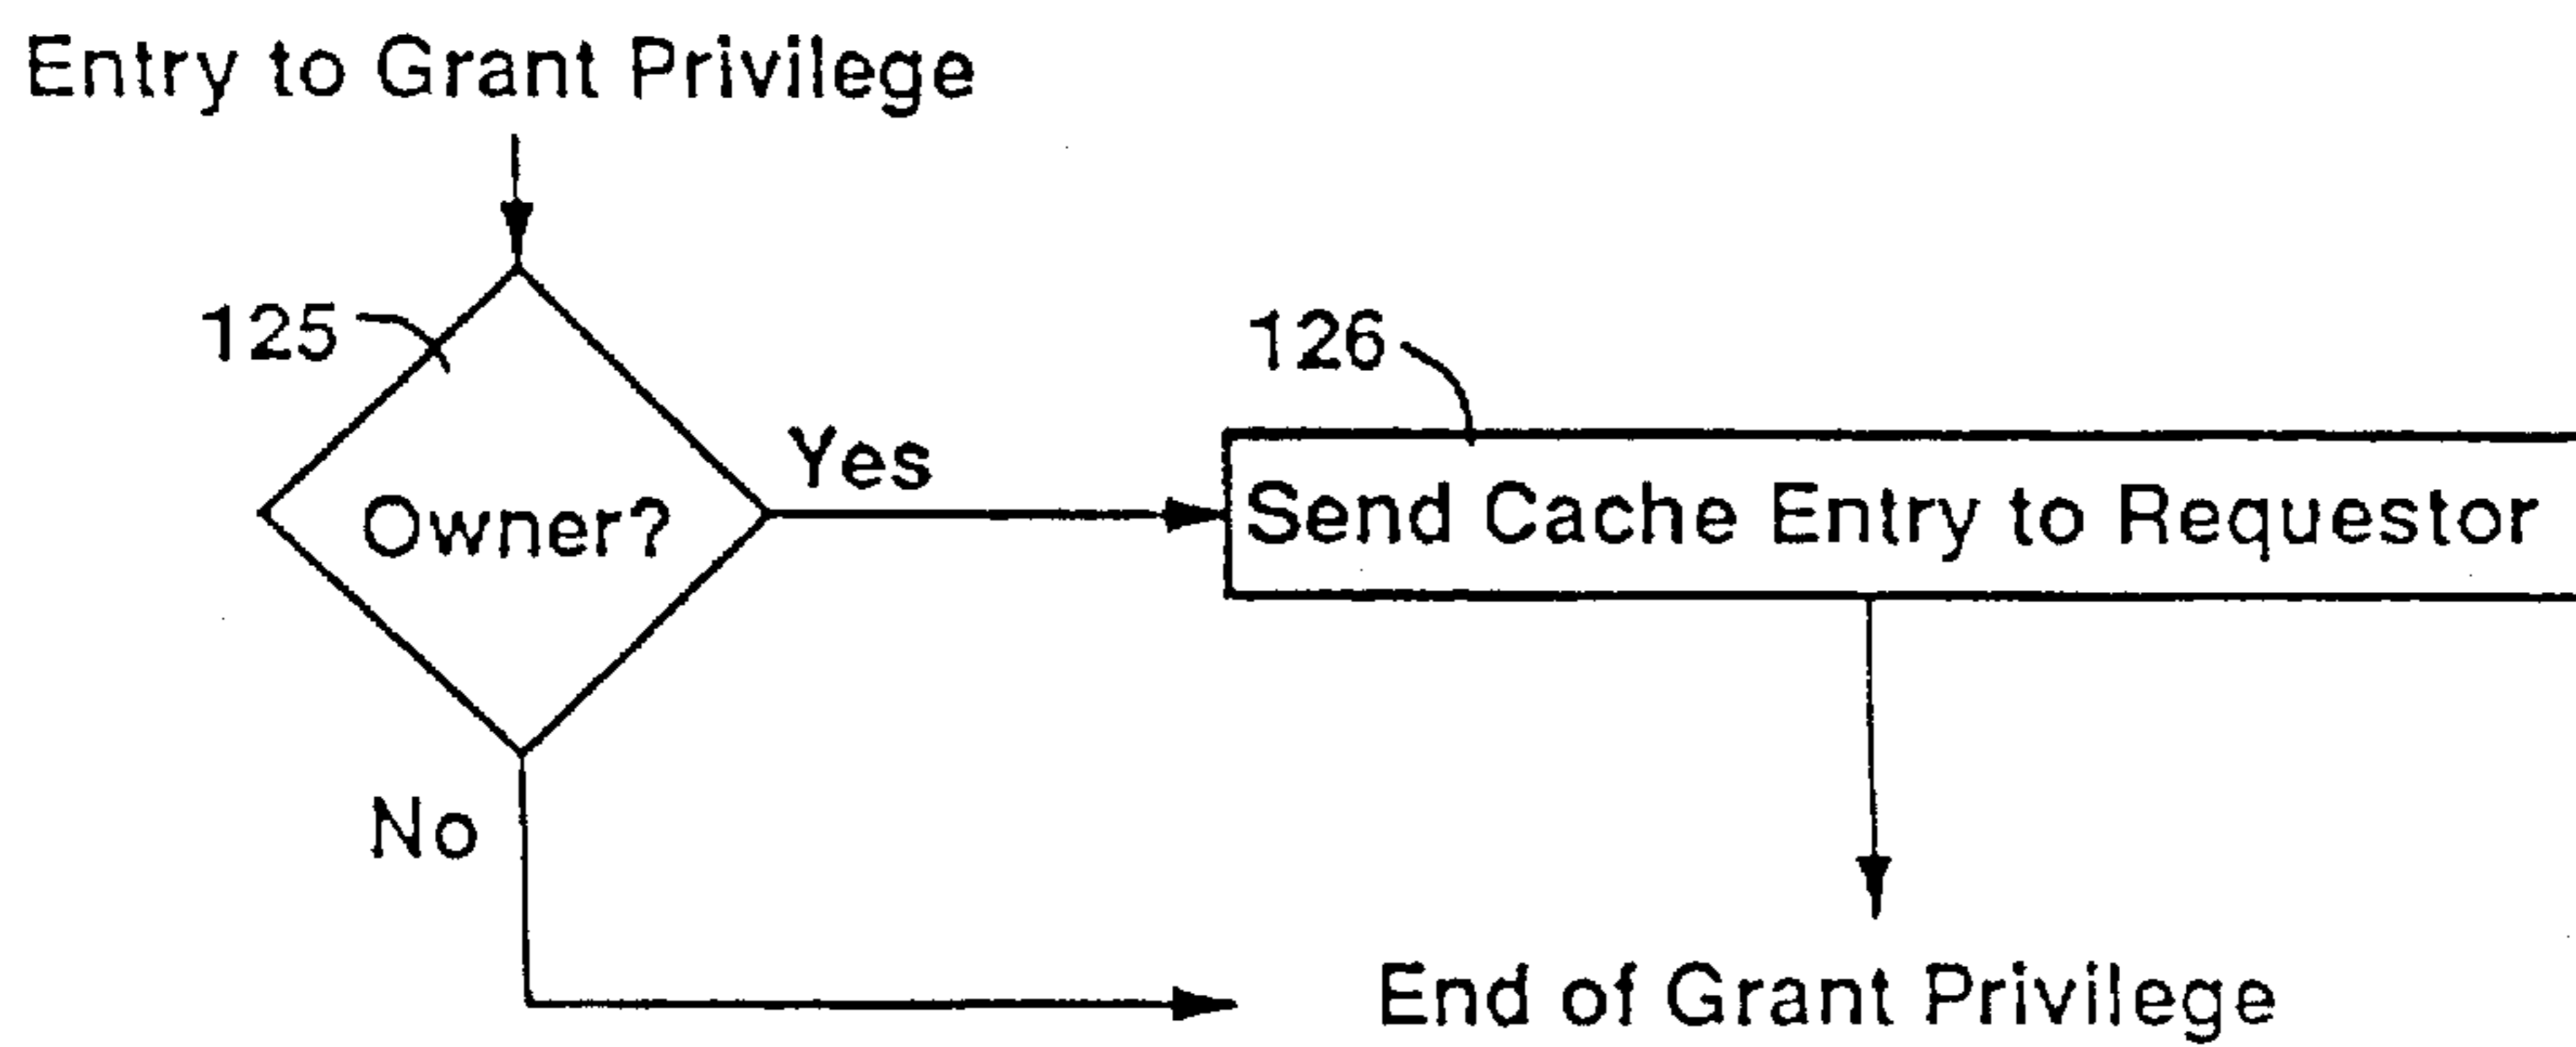 Entry to Grant Privilege
125
126
Yes
Owner?
Send Cache Entry to Requestor
No
End of Grant Privilege